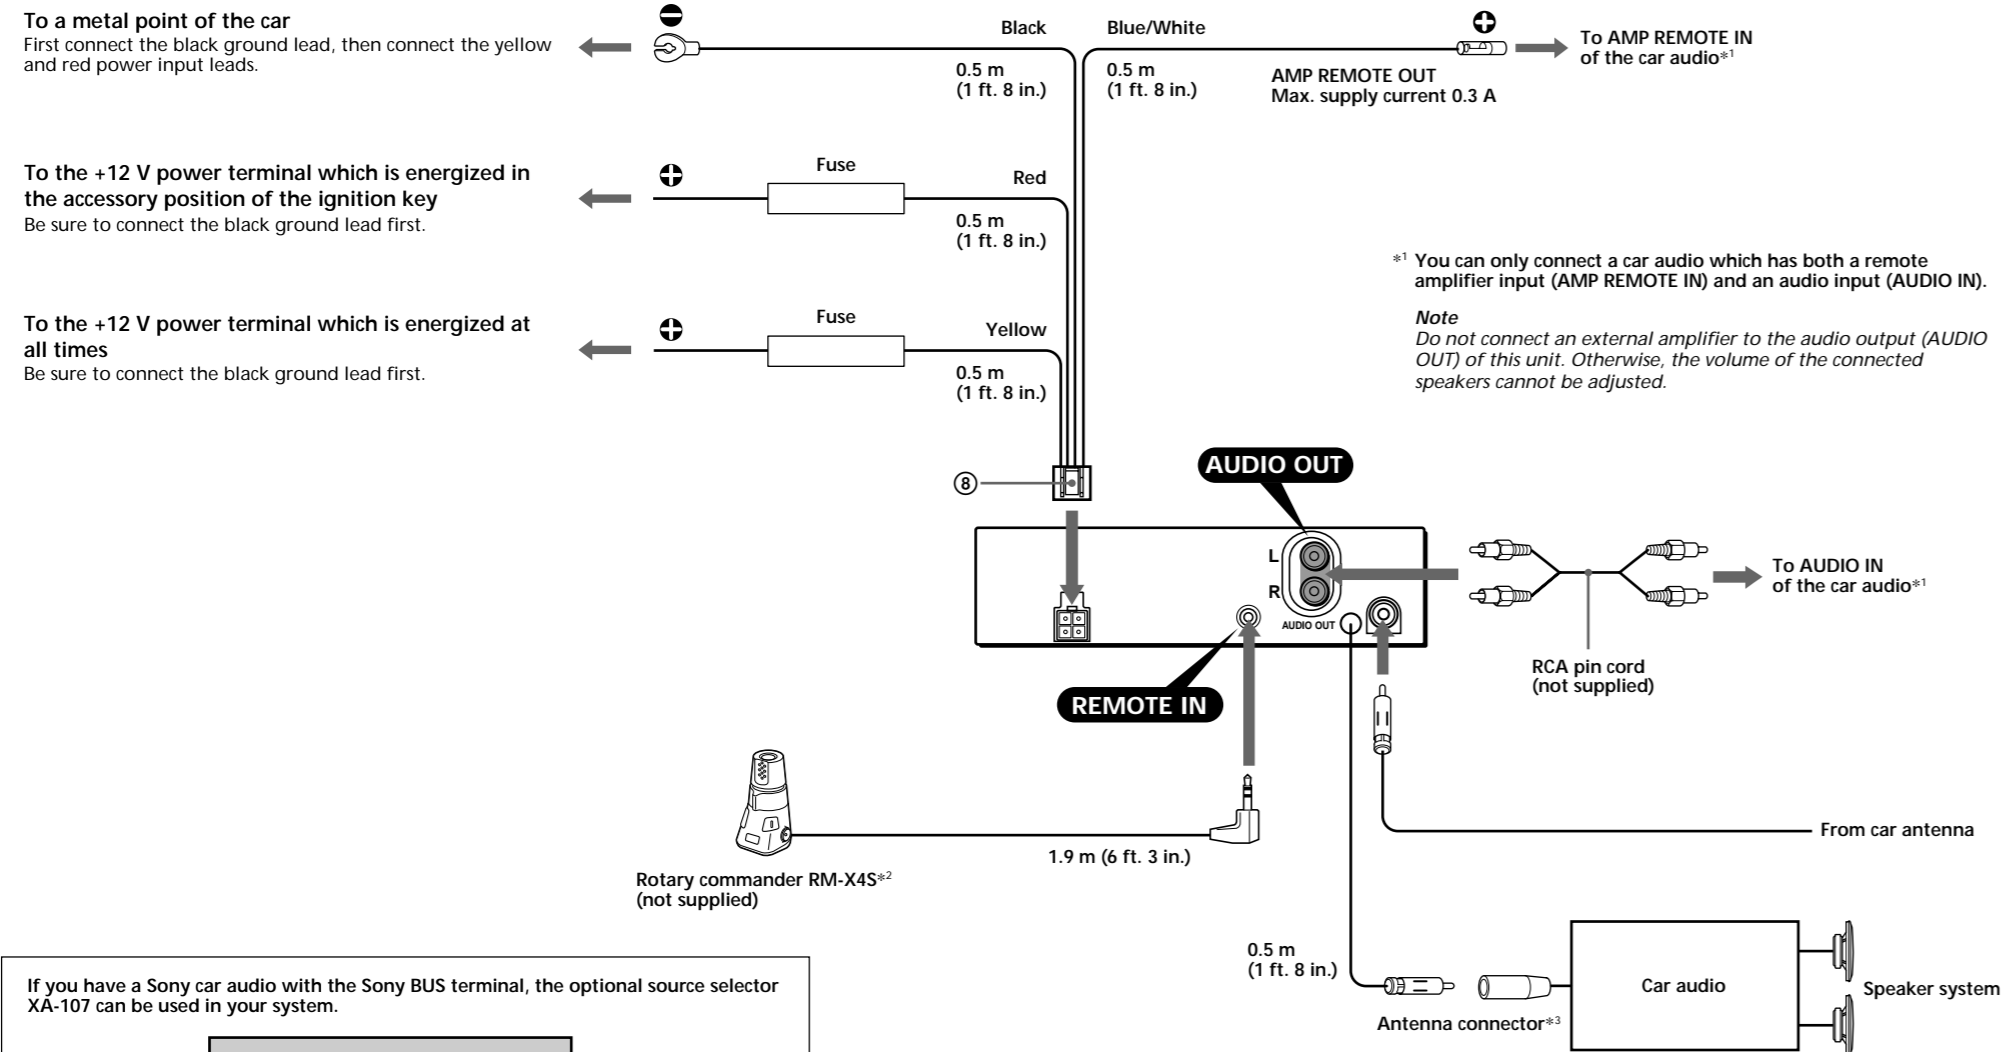 To a metal point of the car
First connect the black ground lead, then connect the yellow
and red power input leads.
Black
0.5 m
(1 ft. 8 in.)
Blue/White
0.5 m
(1 ft. 8 in.)
AMP REMOTE OUT
Max. supply current 0.3 A
To AMP REMOTE IN
of the car audio*1
To the +12 V power terminal which is energized in
the accessory position of the ignition key
Be sure to connect the black ground lead first.
Fuse
Red
0.5 m
(1 ft. 8 in.)
*1 You can only connect a car audio which has both a remote
amplifier input (AMP REMOTE IN) and an audio input (AUDIO IN).
Note
Do not connect an external amplifier to the audio output (AUDIO
OUT) of this unit. Otherwise, the volume of the connected
speakers cannot be adjusted.
To the +12 V power terminal which is energized at
all times
Be sure to connect the black ground lead first.
Fuse
Yellow
0.5 m
(1 ft. 8 in.)
8
AUDIO OUT
L
R
AUDIO OUT
To AUDIO IN
of the car audio*1
RCA pin cord
(not supplied)
REMOTE IN
1.9 m (6 ft. 3 in.)
Rotary commander RM-X4S*2
(not supplied)
From car antenna
0.5 m
(1 ft. 8 in.)
Antenna connector*3
Car audio
Speaker system
If you have a Sony car audio with the Sony BUS terminal, the optional source selector
XA-107 can be used in your system.